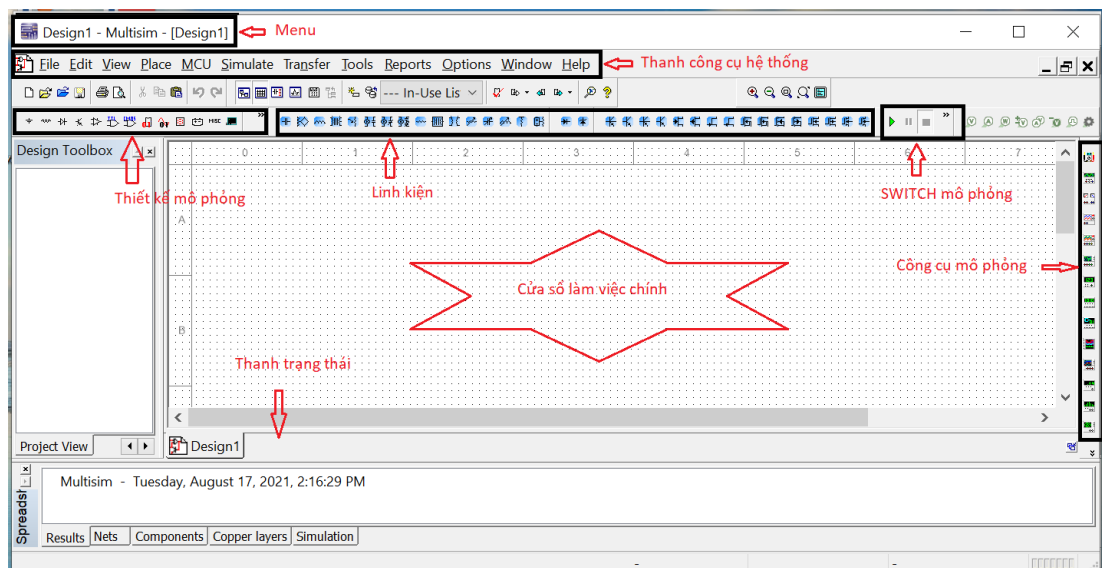 Design1 - Multisim - [Design1]
Menu
File Edit View Place MCU Simulate Transfer Tools Reports Options Window Help
Thanh công cụ hệ thống
--- In-Use Lis
MISC
Design Toolbox
0 2 3 4 5 6 7
Thiết kế mô phỏng
Linh kiện
SWITCH mô phỏng
A
Công cụ mô phỏng
Cửa sổ làm việc chính
B
Thanh trạng thái
Project View
Design1
Multisim - Tuesday, August 17, 2021, 2:16:29 PM
Spreadsh
Results Nets Components Copper layers Simulation